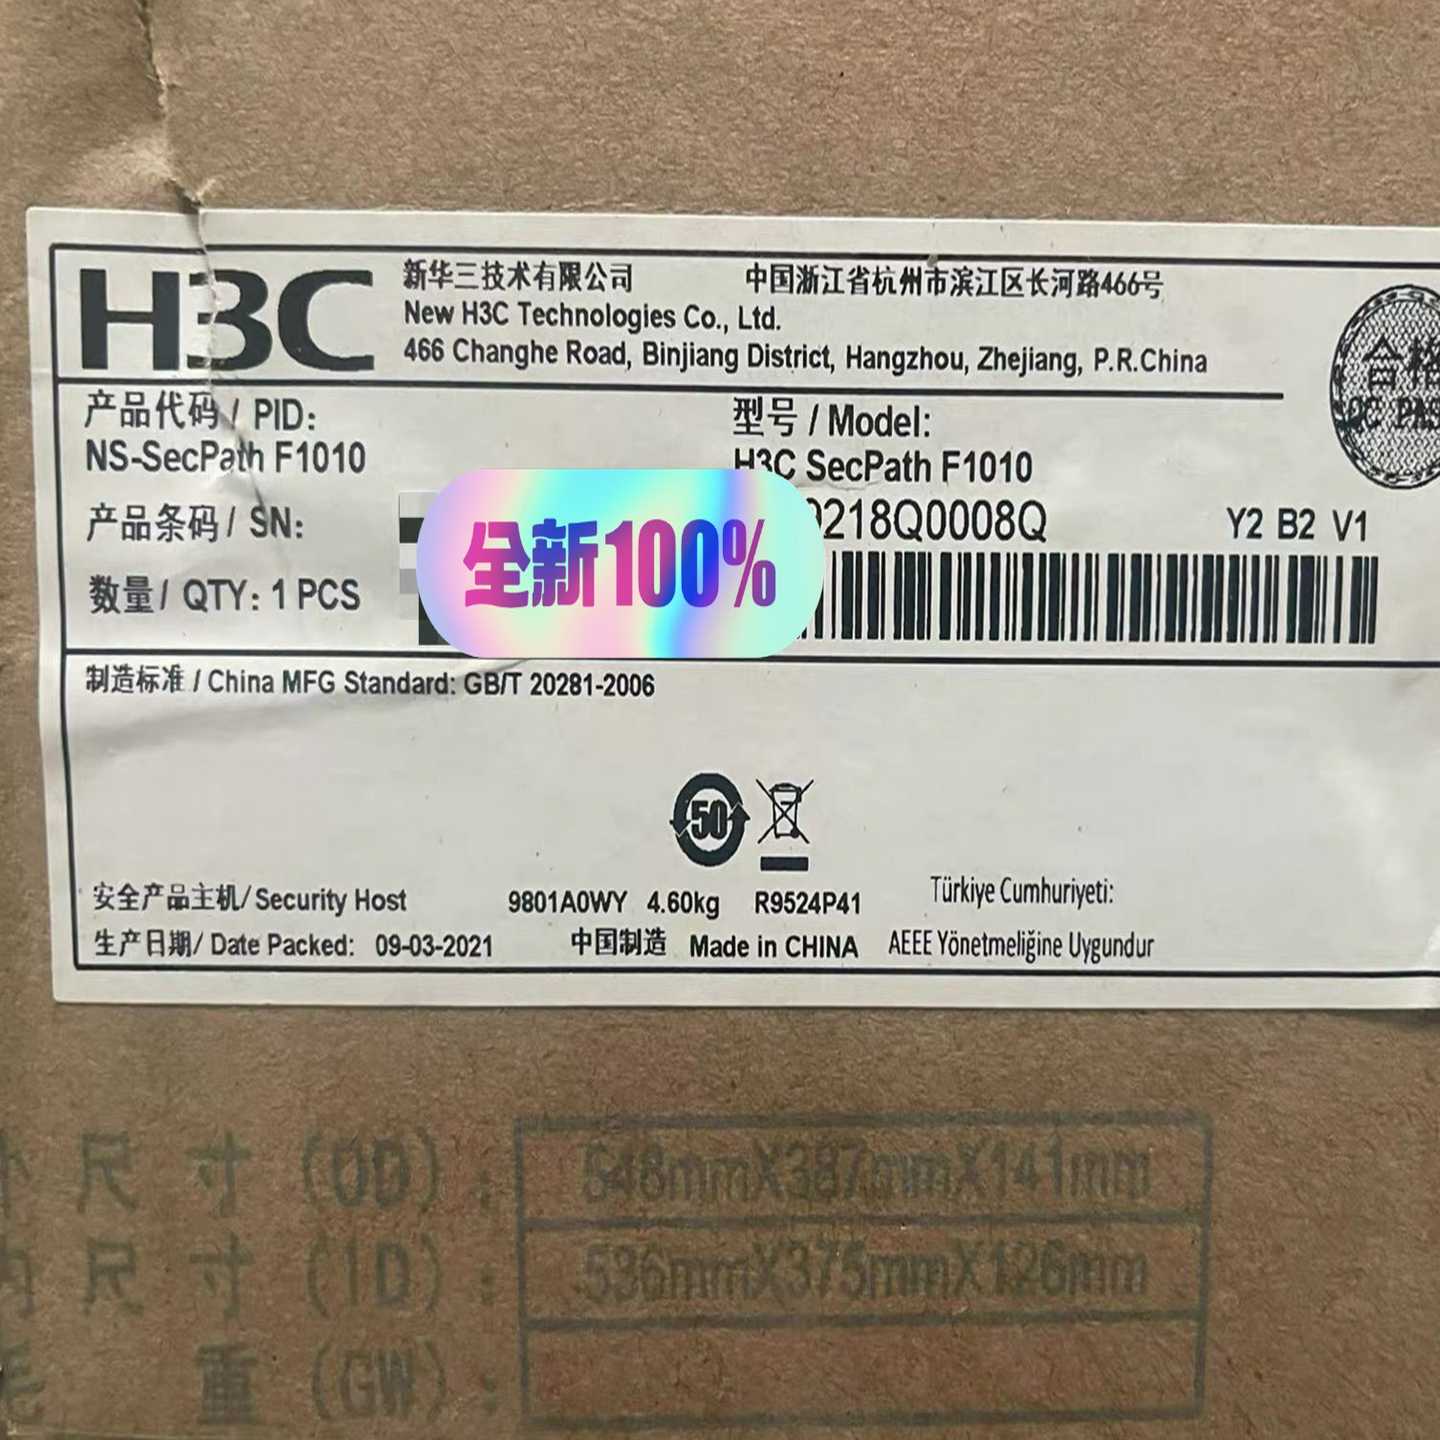 H3C
新华三技术有限公司 中国浙江省杭州市滨江区长河路466号
New H3C Technologies Co., Ltd.
466 Changhe Road, Binjiang District, Hangzhou, Zhejiang, P.R.China
合格
QC PAS
产品代码 / PID: 型号 / Model:
NS-SecPath F1010 H3C SecPath F1010
产品条码 / SN: 218Q0008Q Y2 B2 V1
全新100%
数量 / QTY: 1 PCS
制造标准 / China MFG Standard: GB/T 20281-2006
50
安全产品主机/ Security Host 9801A0WY 4.60kg R9524P41 Türkiye Cumhuriyeti:
生产日期/ Date Packed: 09-03-2021 中国制造 Made in CHINA AEEE Yönetmeliğine Uygundur
尺寸(OD): 548mmX387mmX141mm
尺寸(ID): 536mmX375mmX126mm
重(GW):